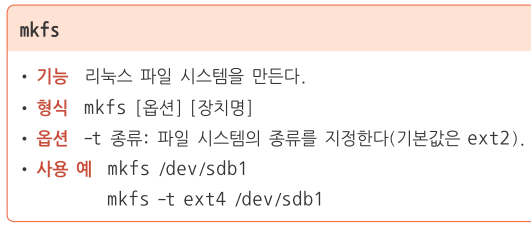 mkfs
• 기능 리눅스 파일 시스템을 만든다.
• 형식 mkfs [옵션] [장치명]
• 옵션 -t 종류: 파일 시스템의 종류를 지정한다(기본값은 ext2).
• 사용 예 mkfs /dev/sdb1
mkfs -t ext4 /dev/sdb1